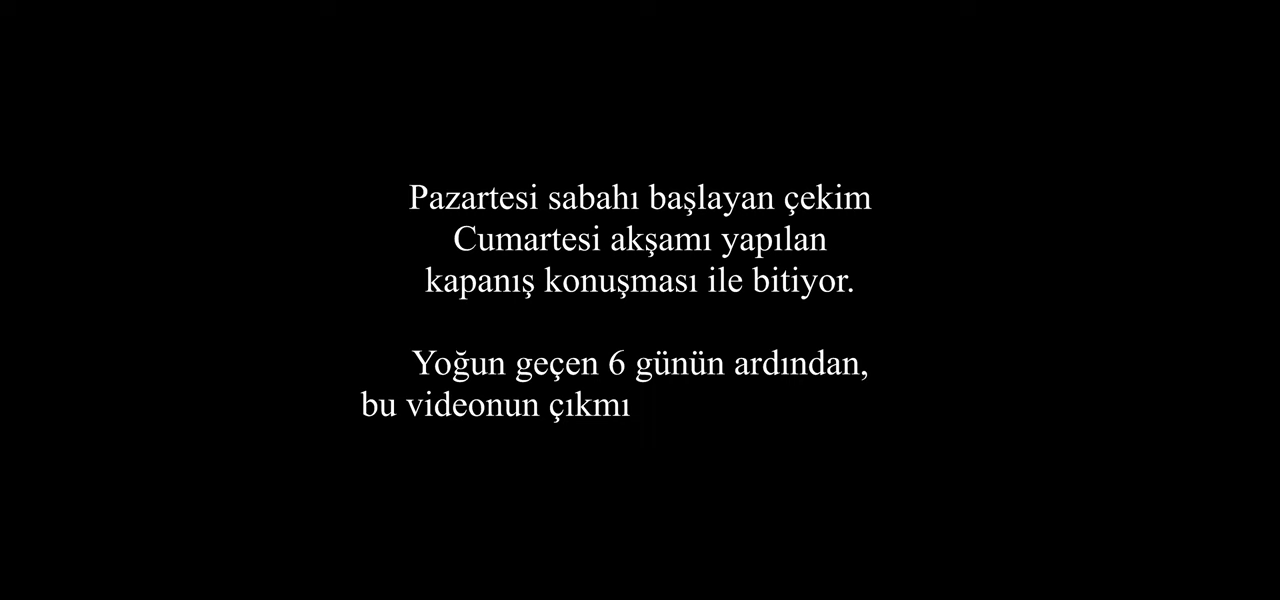 Pazartesi sabahı başlayan çekim
Cumartesi akşamı yapılan
kapanış konuşması ile bitiyor.
Yoğun geçen 6 günün ardından,
bu videonun çıkmı